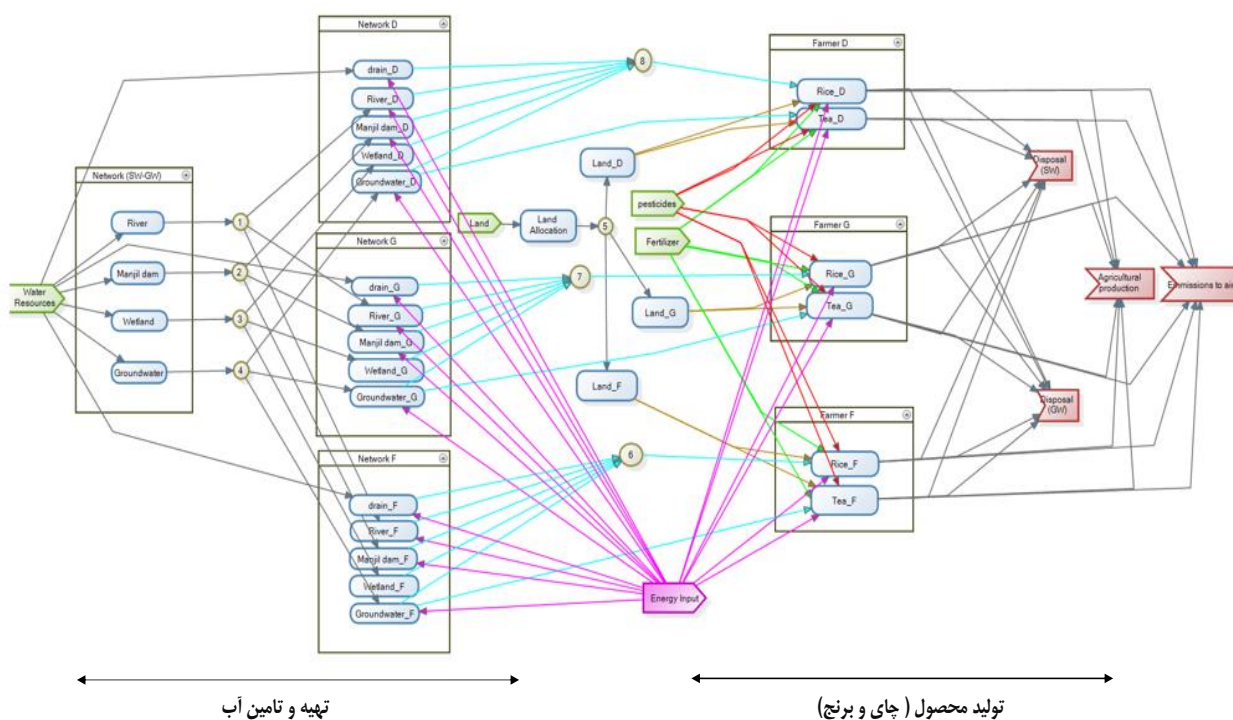 Network D
drain_D
River_D
Manjil dam_D
Wetland_D
Groundwater_D
8
Farmer D
Rice_D
Tea_D
Network (SW-GW)
River
Manjil dam
Wetland
Groundwater
Water
Resources
1
2
3
4
Land
Land
Allocation
5
Land_D
Land_G
Land_F
pesticides
Fertilizer
Disposal
(SW)
Network G
drain_G
River_G
Manjil dam_G
Wetland_G
Groundwater_G
7
Farmer G
Rice_G
Tea_G
Agricultural
production
Emmissions to air
Disposal
(GW)
Network F
drain_F
River_F
Manjil dam_F
Wetland_F
Groundwater_F
6
Farmer F
Rice_F
Tea_F
Energy Input
تهیه و تامین آب
تولید محصول ( چای و برنج)